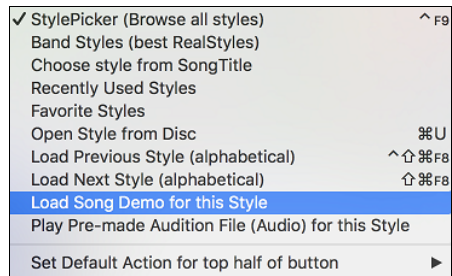 ✓ StylePicker (Browse all styles) ^F9
Band Styles (best RealStyles)
Choose style from SongTitle
Recently Used Styles
Favorite Styles
Open Style from Disc ⌘U
Load Previous Style (alphabetical) ^⇧⌘F8
Load Next Style (alphabetical) ⇧⌘F8
Load Song Demo for this Style
Play Pre-made Audition File (Audio) for this Style
Set Default Action for top half of button ▶